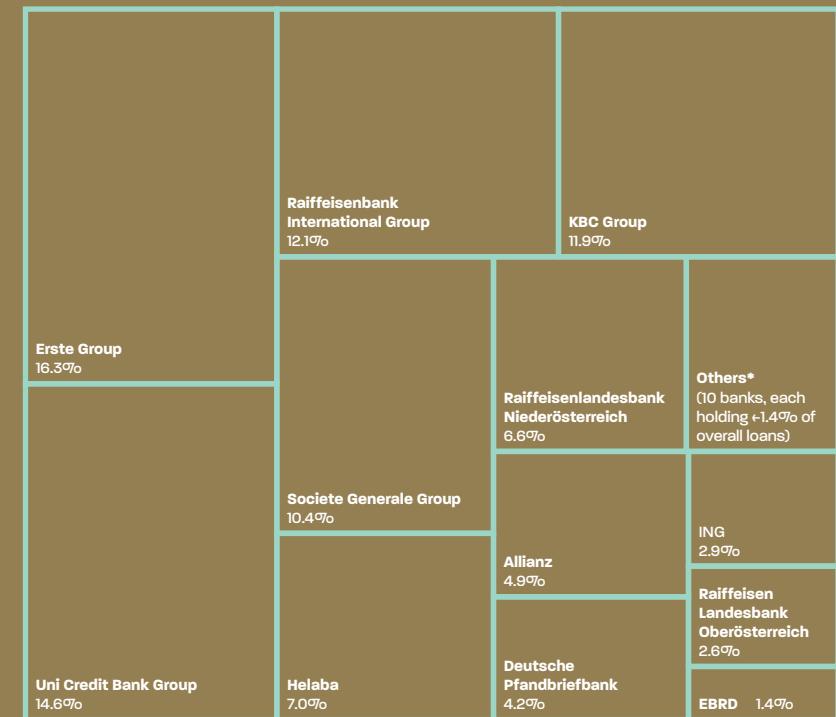 Raiffeisenbank
International Group
12.1%
KBC Group
11.9%
Erste Group
16.3%
Raiffeisenlandesbank
Niederösterreich
6.6%
Others*
(10 banks, each
holding <1.4% of
overall loans)
Societe Generale Group
10.4%
Allianz
4.9%
ING
2.9%
Raiffeisen
Landesbank
Oberösterreich
2.6%
Uni Credit Bank Group
14.6%
Helaba
7.0%
Deutsche
Pfandbriefbank
4.2%
EBRD 1.4%